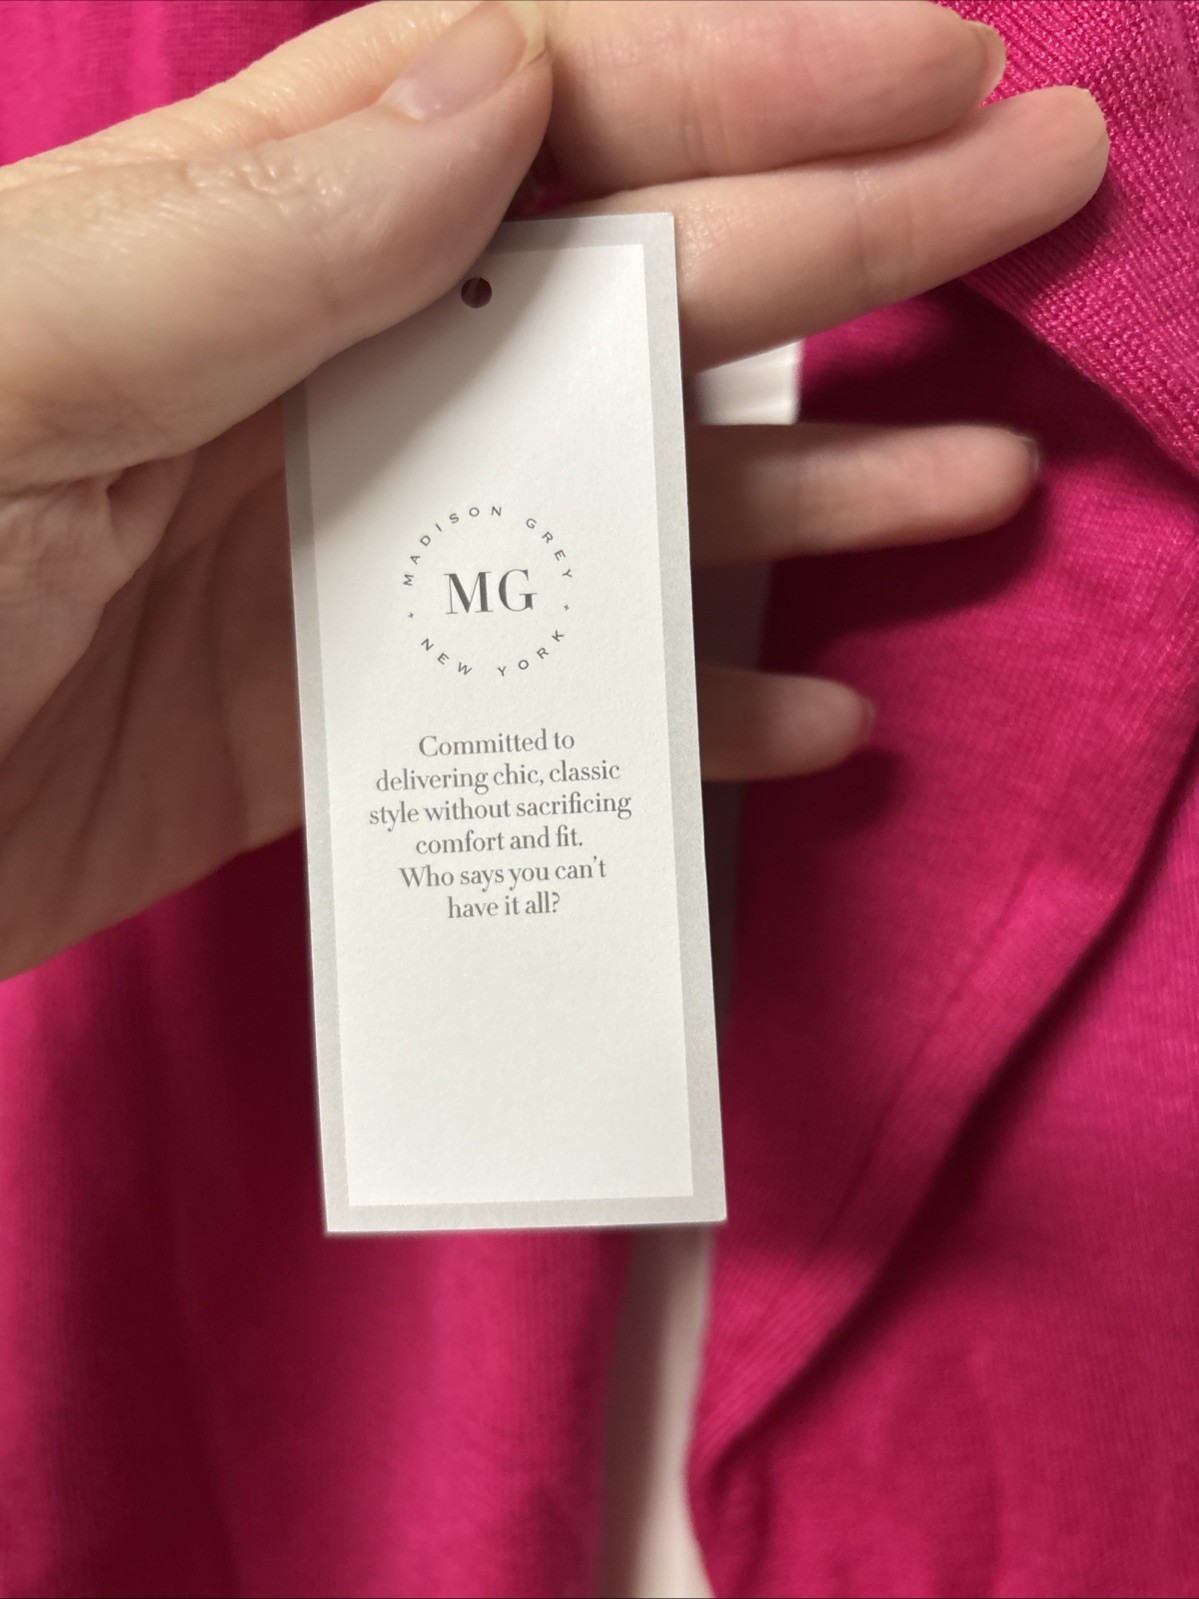 MADISON GREY
MG
+ NEW YORK +
Committed to
delivering chic, classic
style without sacrificing
comfort and fit.
Who says you can't
have it all?